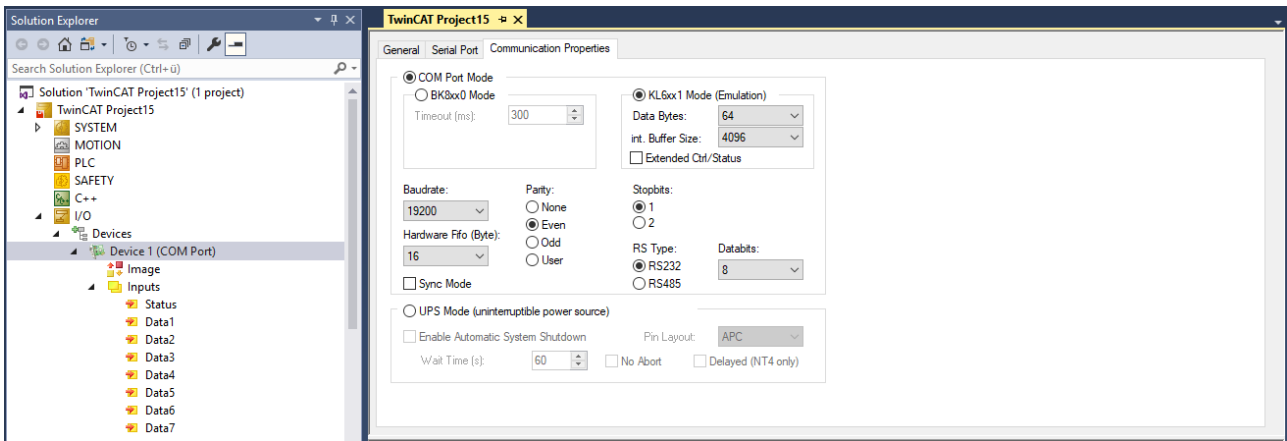 Solution Explorer
Search Solution Explorer (Ctrl+ü)
Solution 'TwinCAT Project15' (1 project)
TwinCAT Project15
SYSTEM
MOTION
PLC
SAFETY
C++
I/O
Devices
Device 1 (COM Port)
Image
Inputs
Status
Data1
Data2
Data3
Data4
Data5
Data6
Data7
TwinCAT Project15
General Serial Port Communication Properties
COM Port Mode
BK8xx0 Mode
Timeout (ms): 300
KL6xx1 Mode (Emulation)
Data Bytes: 64
int. Buffer Size: 4096
Extended Ctrl/Status
Baudrate:
19200
Hardware Fifo (Byte):
16
Sync Mode
Parity:
None
Even
Odd
User
Stopbits:
1
2
RS Type:
RS232
RS485
Databits:
8
UPS Mode (uninterruptible power source)
Enable Automatic System Shutdown Pin Layout: APC
Wait Time (s): 60 No Abort Delayed (NT4 only)